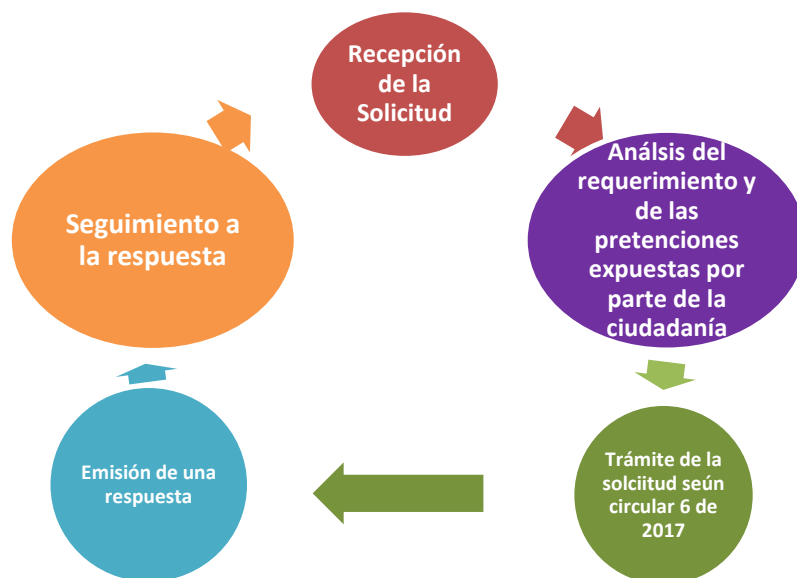 Recepción
de la
Solicitud
Análsis del
requerimiento y
de las
pretenciones
expuestas por
parte de la
ciudadanía
Trámite de la
solciitud seún
circular 6 de
2017
Emisión de una
respuesta
Seguimiento a
la respuesta